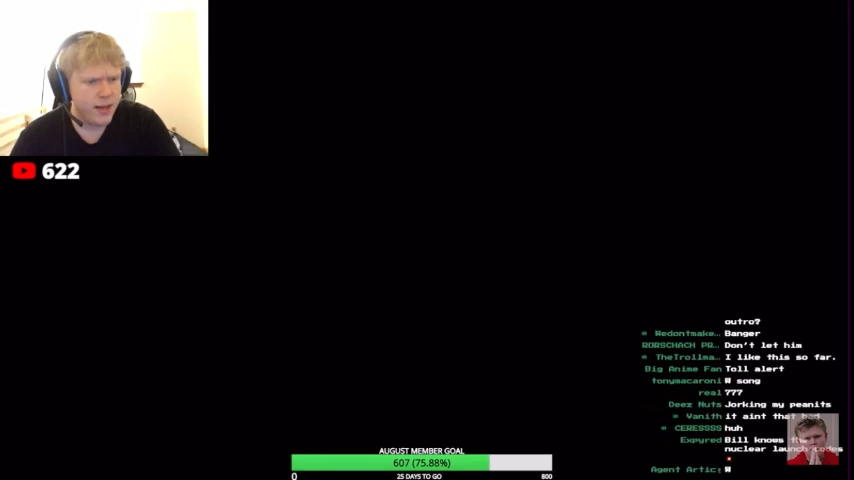 622
outro?
Wedontmake… Banger
RORSCHACH PR… Don't let him
TheTrollma… I like this so far.
Big Anime Fan Toll alert
tonymacaroni W song
real 777
Deez Nuts Jorking my peanits
Vanith it aint that bad
CERESSSS huh
Expyred Bill knows the
nuclear launch codes
Agent Artic: W
AUGUST MEMBER GOAL
607 (75.88%)
0 25 DAYS TO GO 800